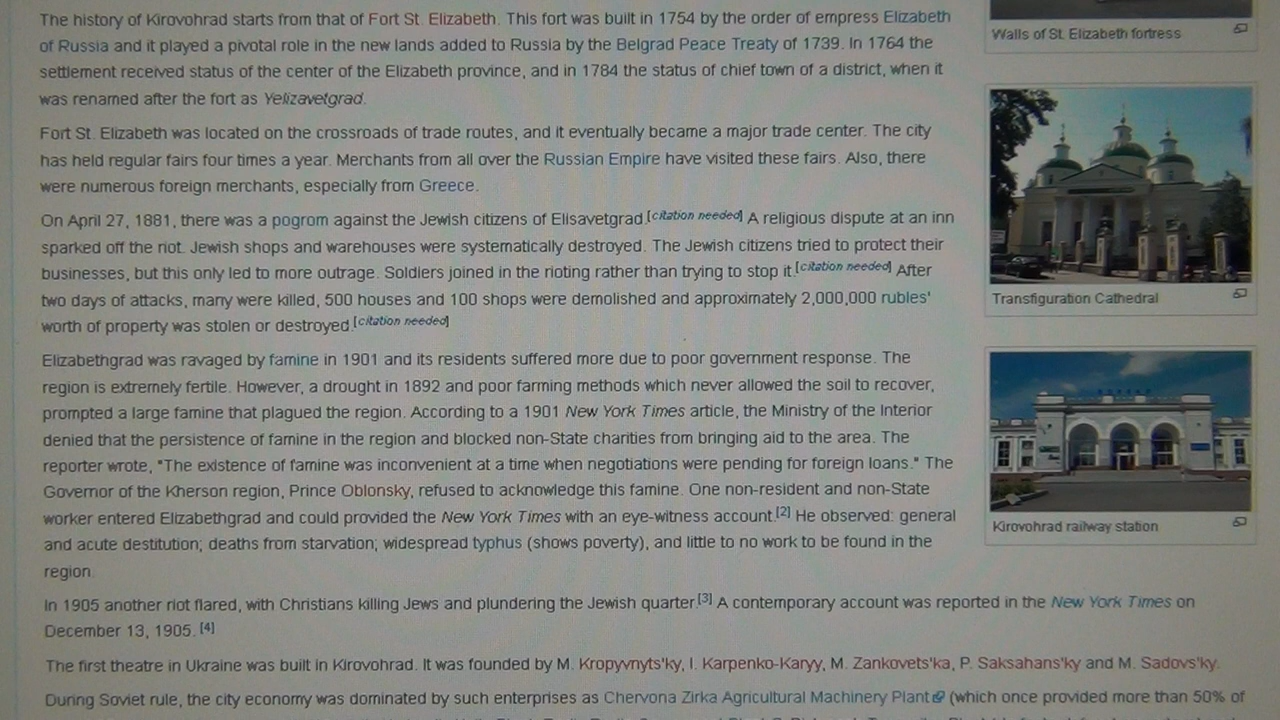 The history of Kirovohrad starts from that of Fort St. Elizabeth. This fort was built in 1754 by the order of empress Elizabeth
of Russia and it played a pivotal role in the new lands added to Russia by the Belgrad Peace Treaty of 1739. In 1764 the
settlement received status of the center of the Elizabeth province, and in 1784 the status of chief town of a district, when it
was renamed after the fort as Yelizavetgrad.
Fort St. Elizabeth was located on the crossroads of trade routes, and it eventually became a major trade center. The city
has held regular fairs four times a year. Merchants from all over the Russian Empire have visited these fairs. Also, there
were numerous foreign merchants, especially from Greece.
On April 27, 1881, there was a pogrom against the Jewish citizens of Elisavetgrad.[citation needed] A religious dispute at an inn
sparked off the riot. Jewish shops and warehouses were systematically destroyed. The Jewish citizens tried to protect their
businesses, but this only led to more outrage. Soldiers joined in the rioting rather than trying to stop it.[citation needed] After
two days of attacks, many were killed, 500 houses and 100 shops were demolished and approximately 2,000,000 rubles'
worth of property was stolen or destroyed.[citation needed]
Elizabethgrad was ravaged by famine in 1901 and its residents suffered more due to poor government response. The
region is extremely fertile. However, a drought in 1892 and poor farming methods which never allowed the soil to recover,
prompted a large famine that plagued the region. According to a 1901 New York Times article, the Ministry of the Interior
denied that the persistence of famine in the region and blocked non-State charities from bringing aid to the area. The
reporter wrote, "The existence of famine was inconvenient at a time when negotiations were pending for foreign loans." The
Governor of the Kherson region, Prince Oblonsky, refused to acknowledge this famine. One non-resident and non-State
worker entered Elizabethgrad and could provided the New York Times with an eye-witness account.[2] He observed: general
and acute destitution; deaths from starvation; widespread typhus (shows poverty), and little to no work to be found in the
region.
In 1905 another riot flared, with Christians killing Jews and plundering the Jewish quarter.[3] A contemporary account was reported in the New York Times on
December 13, 1905. [4]
The first theatre in Ukraine was built in Kirovohrad. It was founded by M. Kropyvnyts'ky, I. Karpenko-Karyy, M. Zankovets'ka, P. Saksahans'ky and M. Sadovs'ky.
During Soviet rule, the city economy was dominated by such enterprises as Chervona Zirka Agricultural Machinery Plant (which once provided more than 50% of
Walls of St. Elizabeth fortress
Transfiguration Cathedral
Kirovohrad railway station